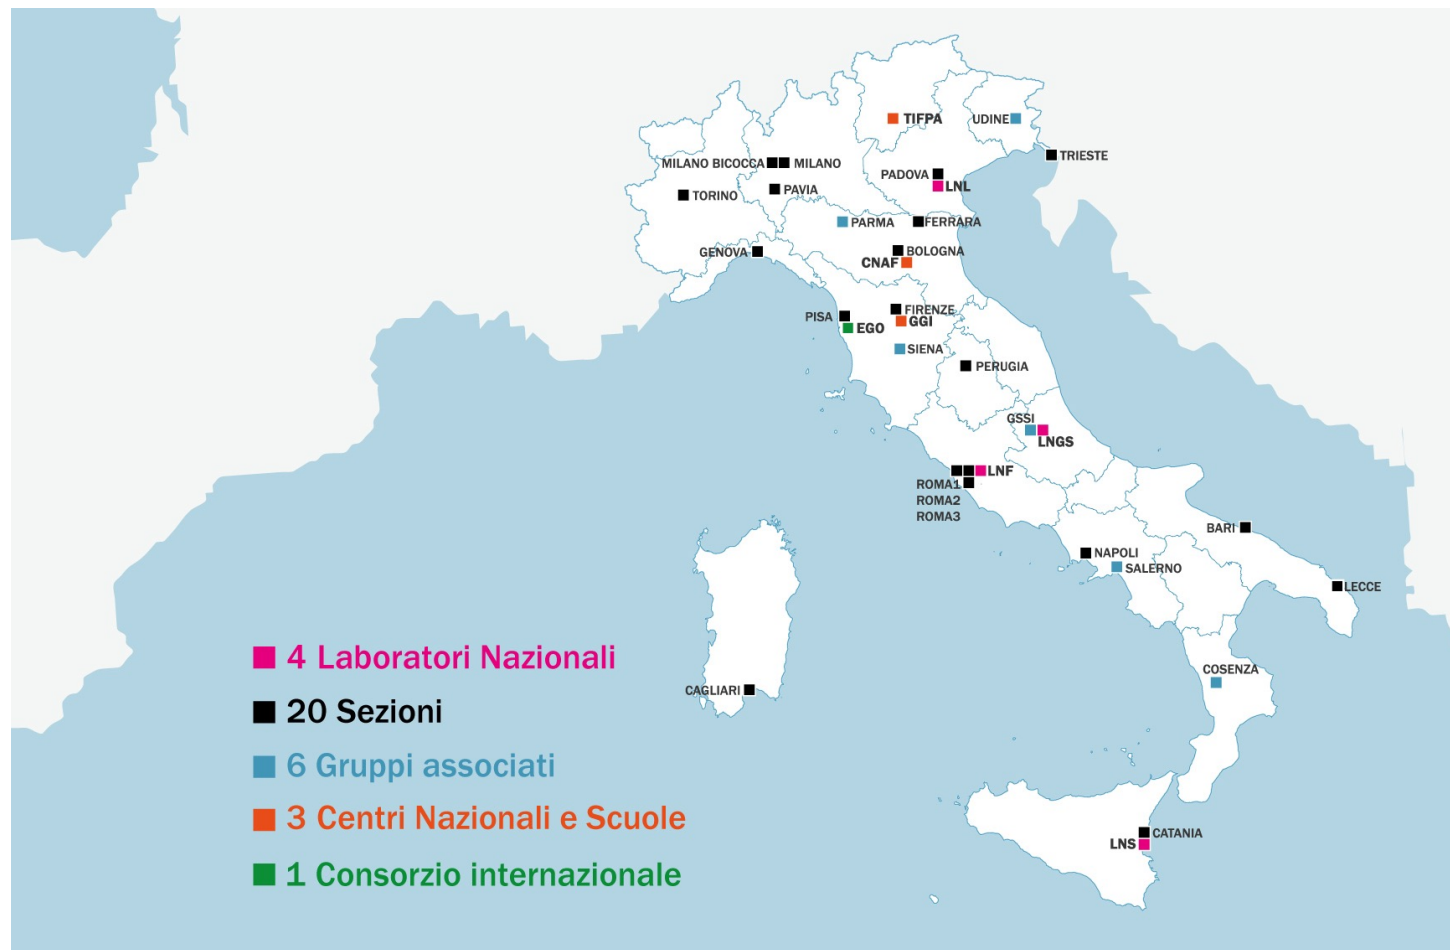 TIFPA
UDINE
TRIESTE
MILANO BICOCCA
MILANO
PADOVA
LNL
PAVIA
TORINO
PARMA
FERRARA
GENOVA
BOLOGNA
CNAF
PISA
EGO
FIRENZE
GGI
SIENA
PERUGIA
GSSI
LNGS
LNF
ROMA1
ROMA2
ROMA3
BARI
NAPOLI
SALERNO
LECCE
COSENZA
CAGLIARI
CATANIA
LNS
4 Laboratori Nazionali
20 Sezioni
6 Gruppi associati
3 Centri Nazionali e Scuole
1 Consorzio internazionale